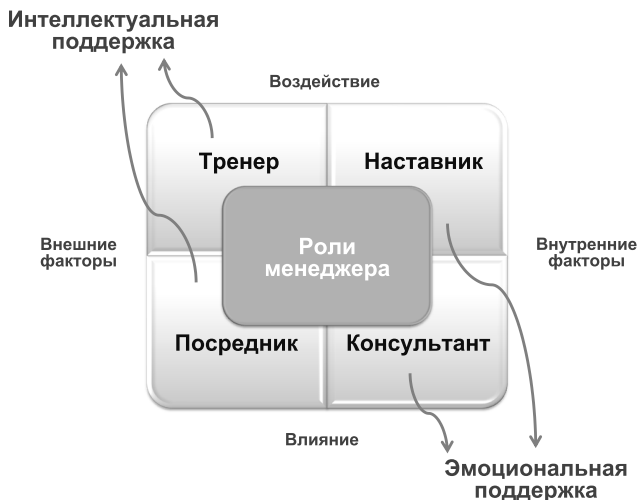 Интеллектуальная
поддержка
Воздействие
Тренер
Наставник
Внешние
факторы
Роли
менеджера
Внутренние
факторы
Посредник
Консультант
Влияние
Эмоциональная
поддержка